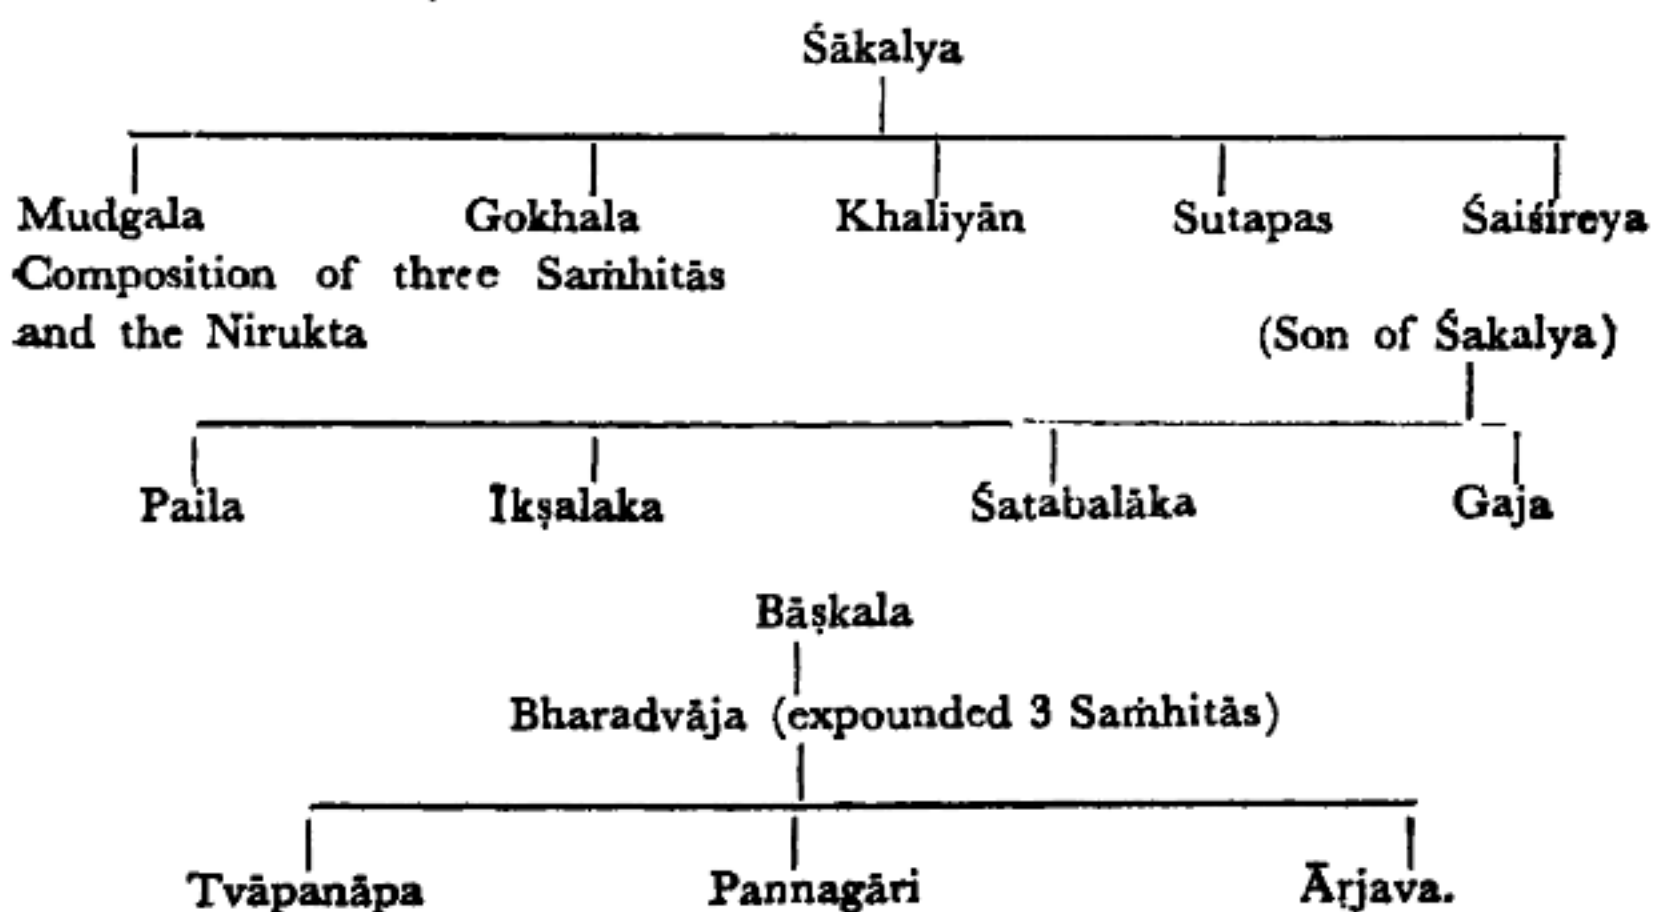 Śākalya
Mudgala Gokhala Khaliyān Sutapas Śaiśireya
Composition of three Saṁhitās
and the Nirukta (Son of Śakalya)
Paila Īkṣalaka Śatabalāka Gaja
Bāṣkala
Bharadvāja (expounded 3 Saṁhitās)
Tvāpanāpa Pannagāri Āṛjava.